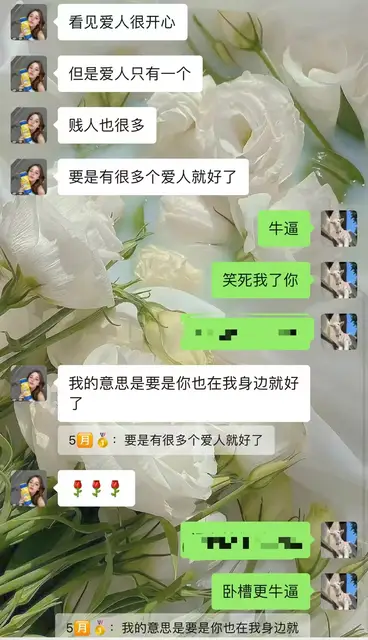 看见爱人很开心
但是爱人只有一个
贱人也很多
要是有很多个爱人就好了
牛逼
笑死我了你
我的意思是要是你也在我身边就好
了
5🈷️🥇：要是有很多个爱人就好了
🌹🌹🌹
卧槽更牛逼
5🈷️🥇：我的意思是要是你也在我身边就